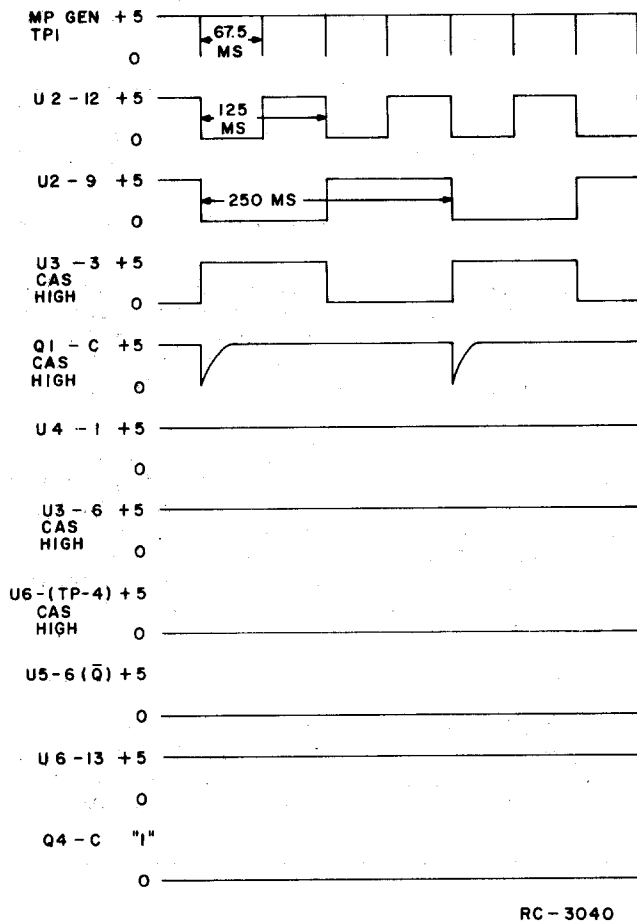 MP GEN +5
TP1
0
67.5
MS
U2-12 +5
0
125
MS
U2-9 +5
0
250 MS
U3-3 +5
CAS
HIGH 0
Q1-C +5
CAS
HIGH 0
U4-1 +5
0
U3-6 +5
CAS
HIGH 0
U6-(TP-4) +5
CAS
HIGH 0
U5-6(Q̅) +5
0
U6-13 +5
0
Q4-C "1"
0
RC-3040